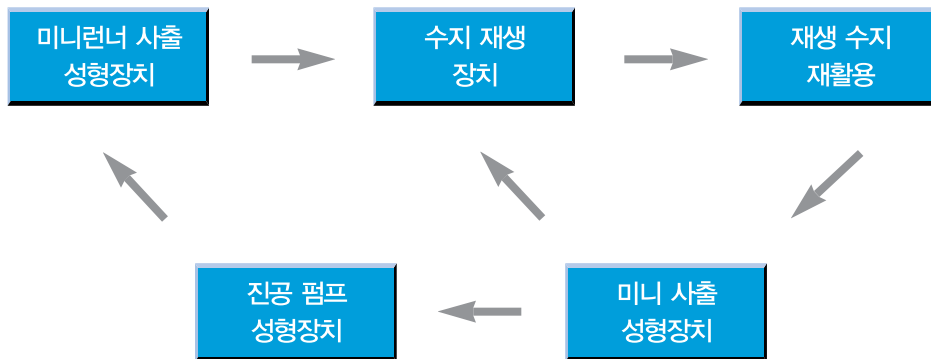 미니런너 사출
성형장치
수지 재생
장치
재생 수지
재활용
진공 펌프
성형장치
미니 사출
성형장치